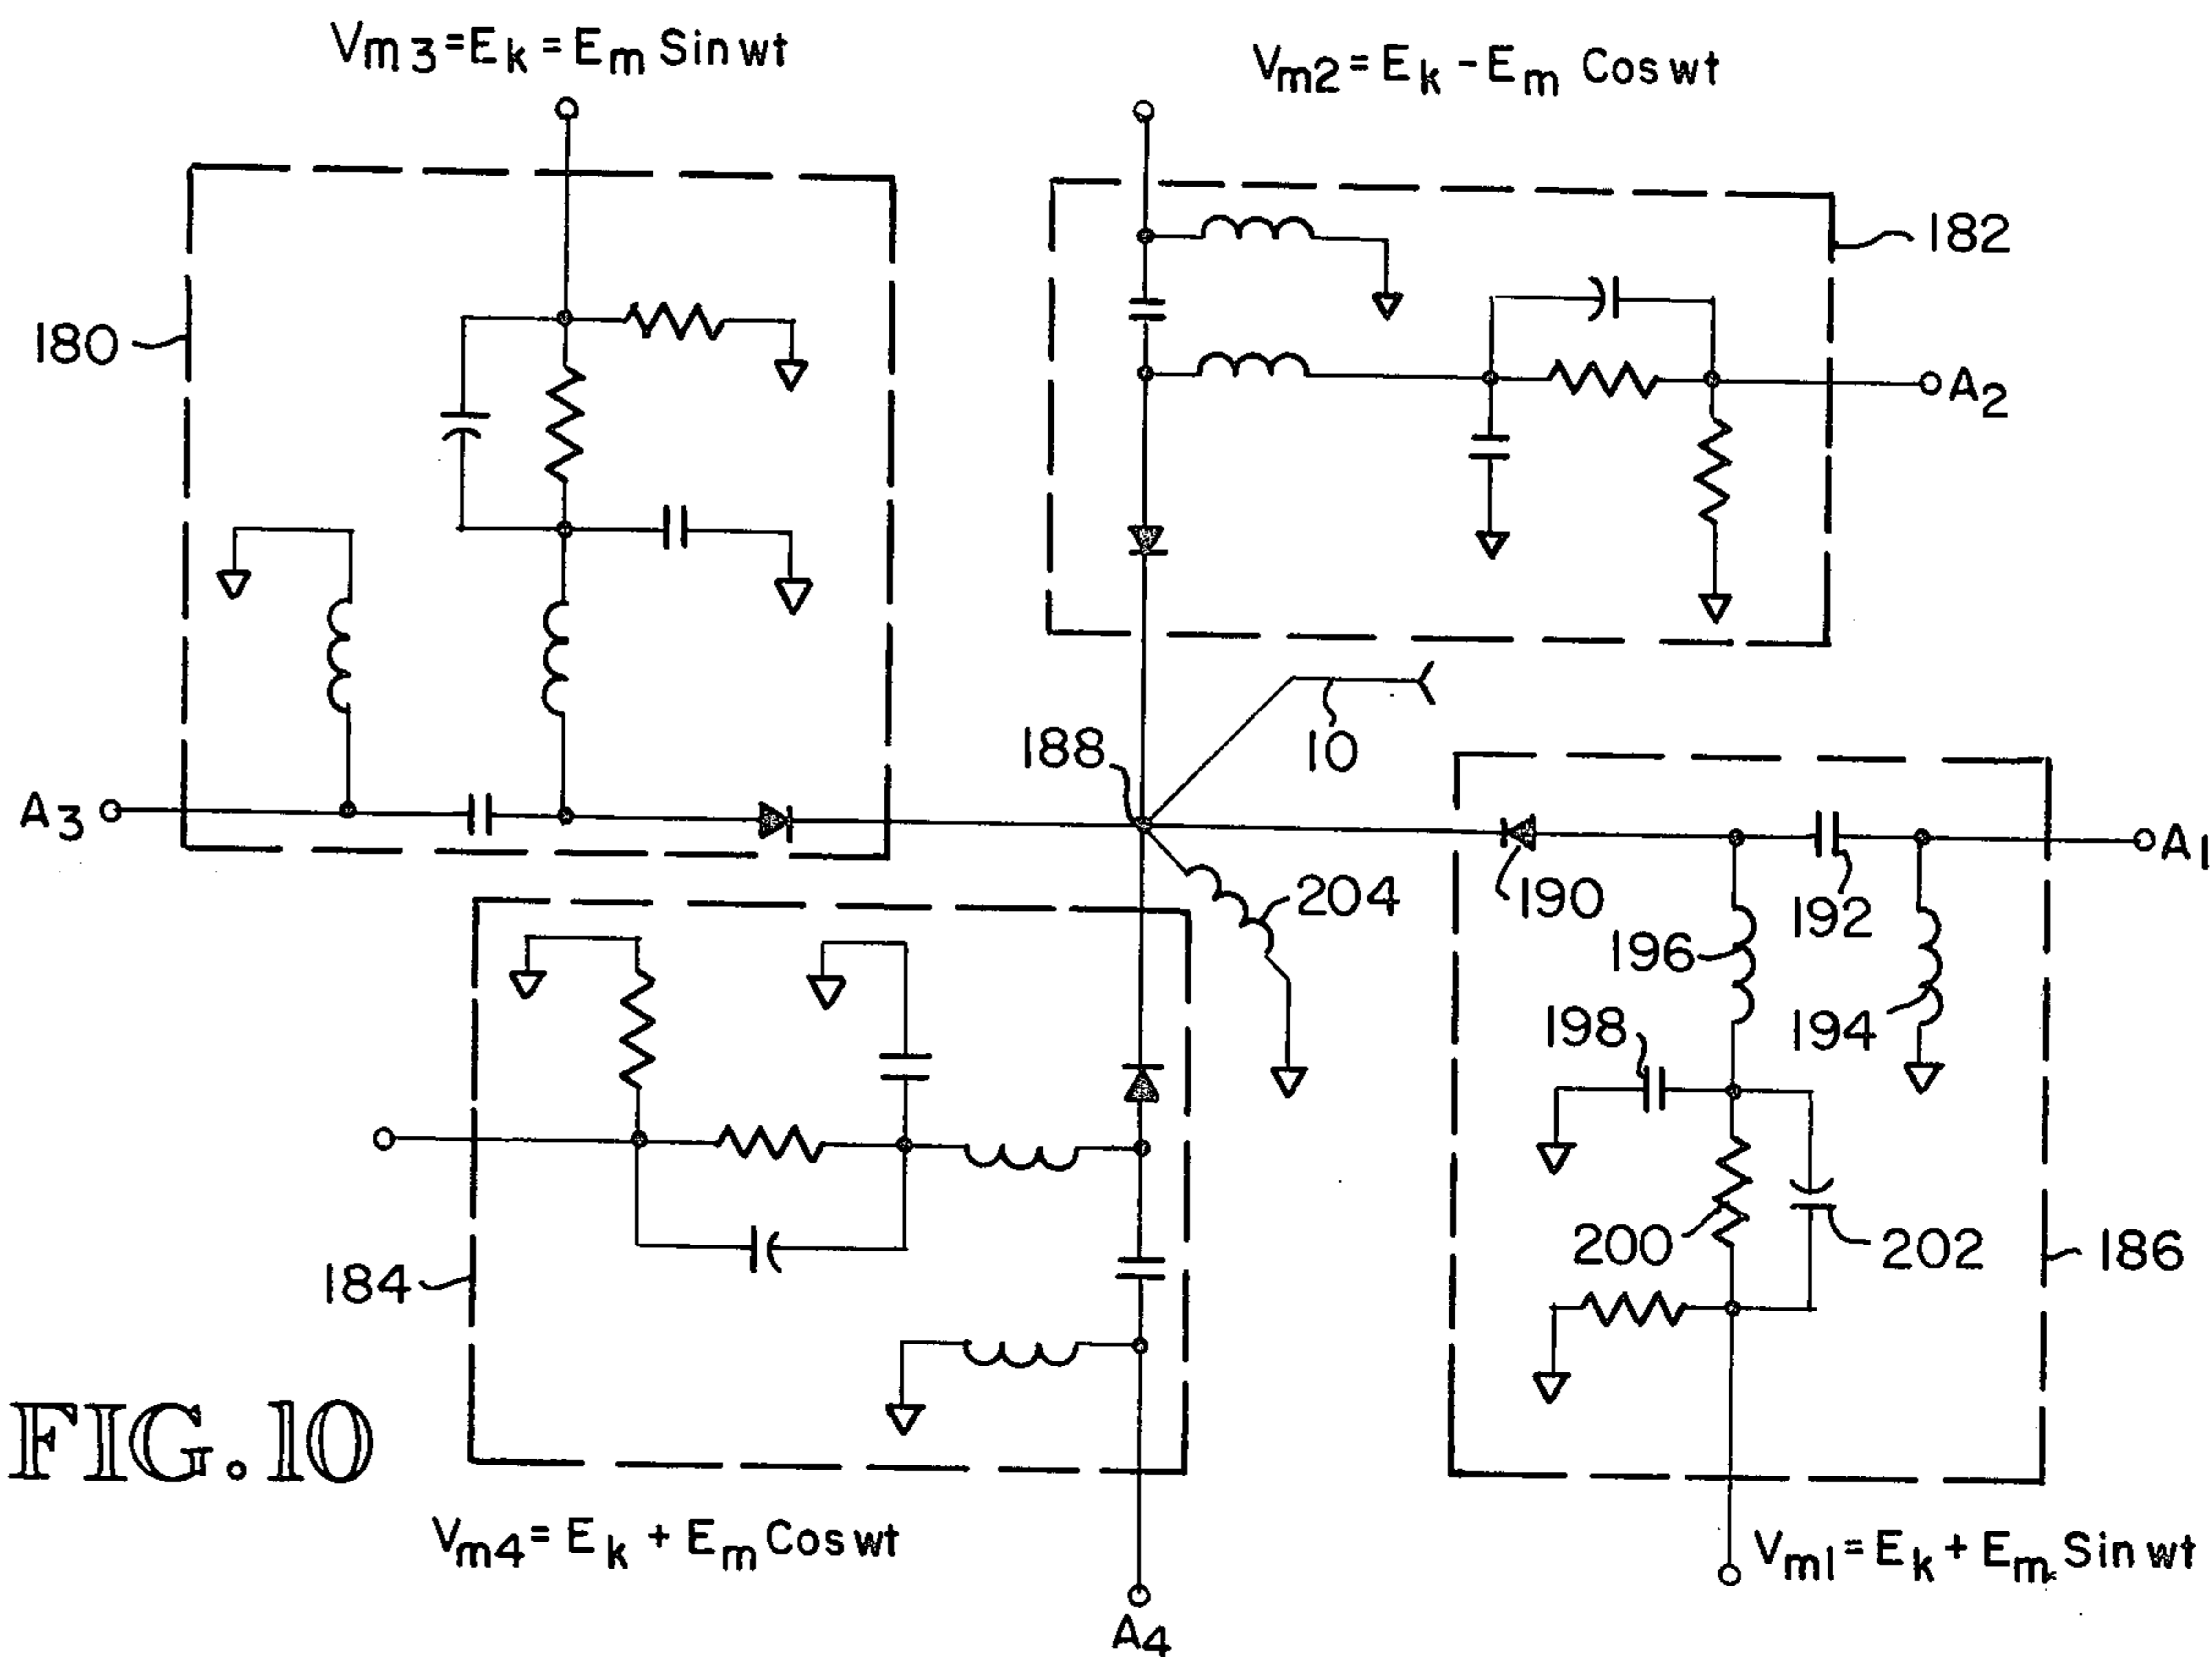 Vm3=Ek=Em Sin wt
Vm2=Ek-Em Cos wt
180
182
A2
188
10
A3
A1
190
192
204
196
194
198
200
202
184
186
FIG. 10
Vm4=Ek+Em Cos wt
Vm1=Ek+Em Sin wt
A4